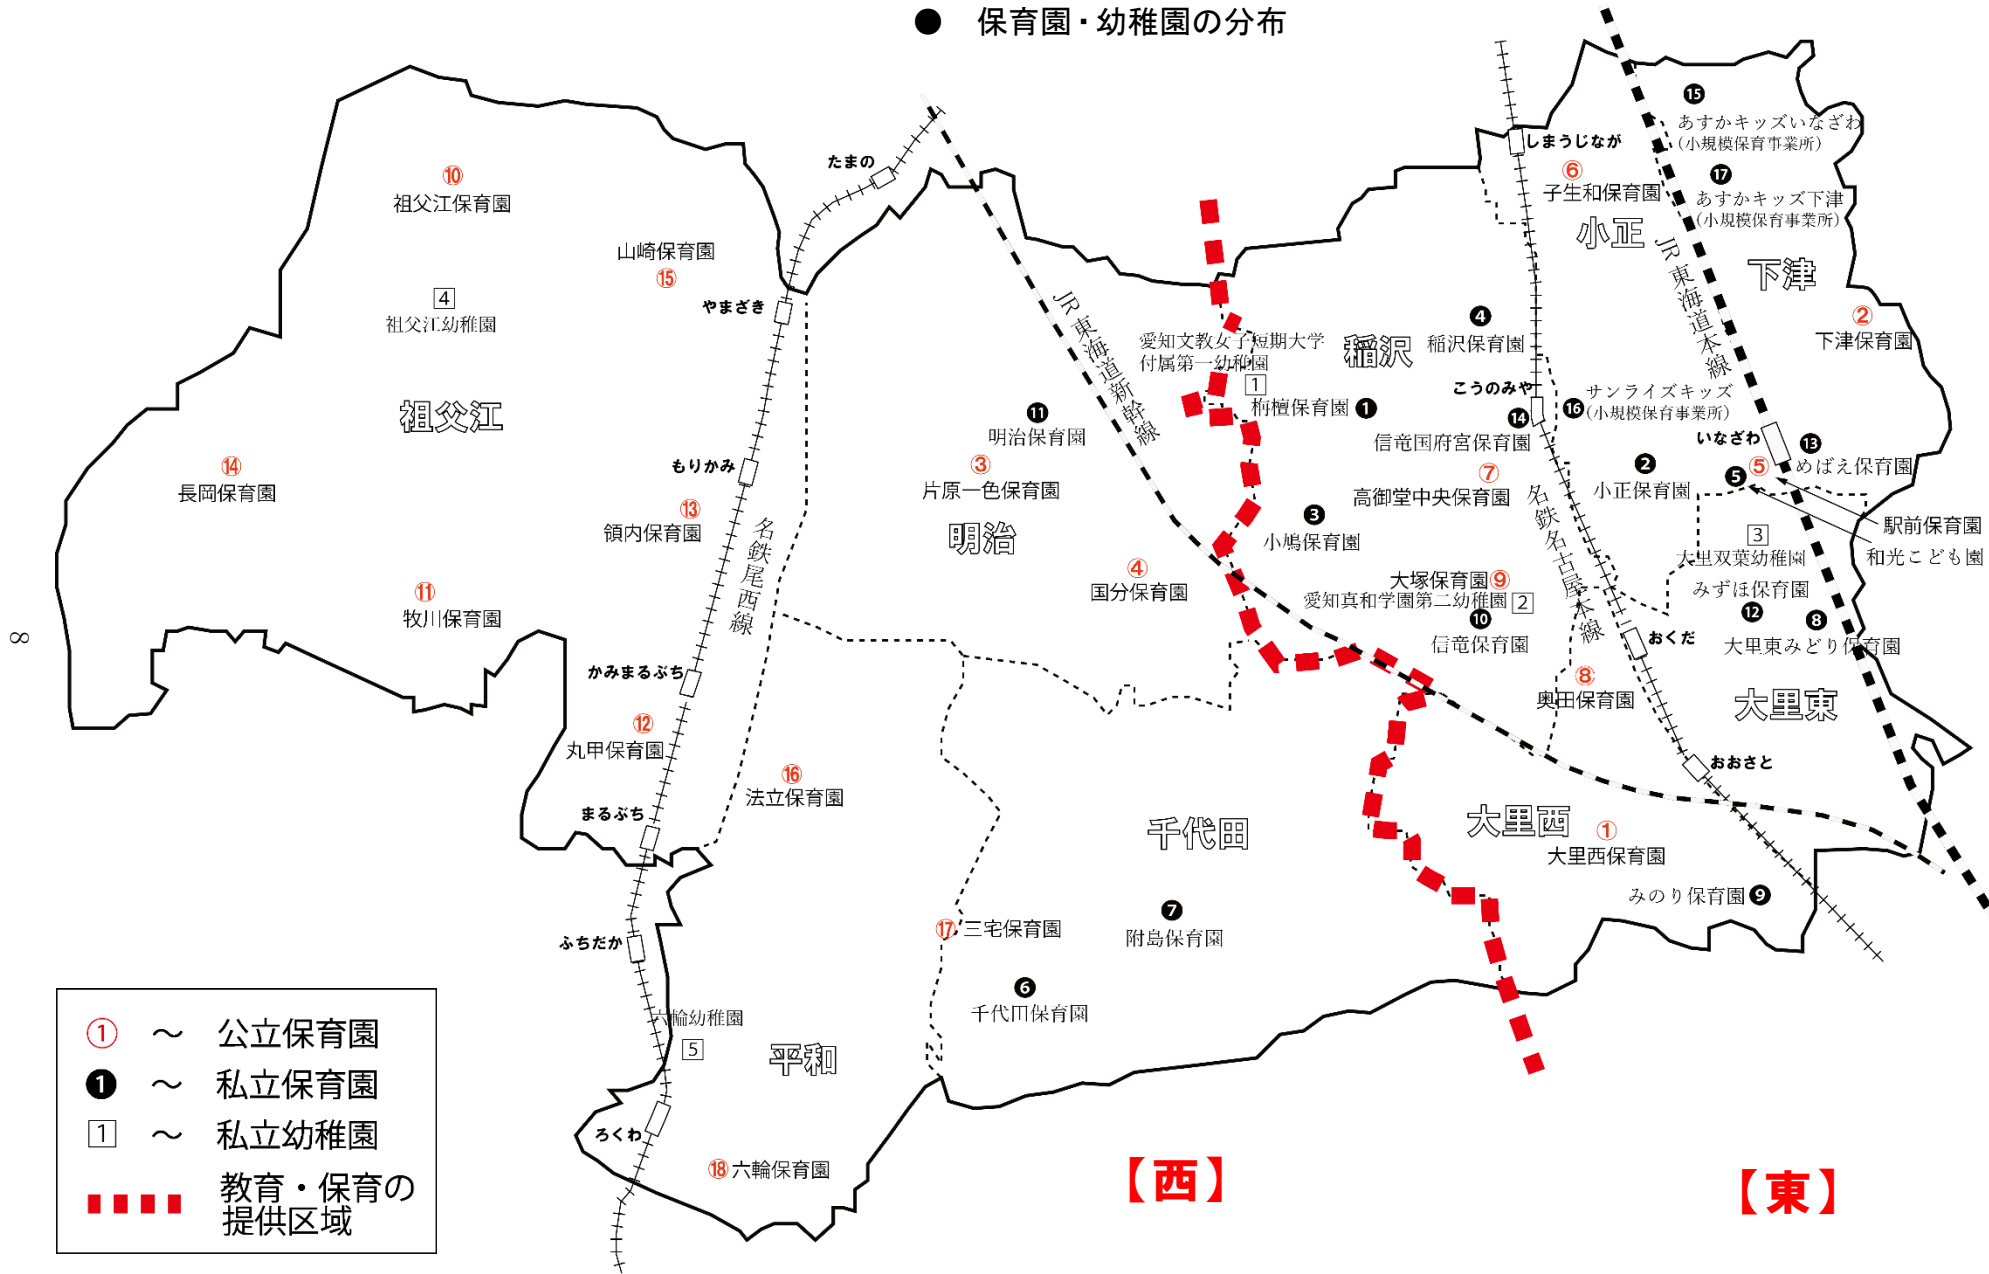 ● 保育園・幼稚園の分布
たまの
しまうじなが
⓯
あすかキッズいなざわ
(小規模保育事業所)
⑥
子生和保育園
⓱
あすかキッズ下津
(小規模保育事業所)
小正
下津
JR東海道本線
②
下津保育園
⑩
祖父江保育園
山崎保育園
⑮
4
祖父江幼稚園
やまざき
祖父江
もりかみ
⑭
長岡保育園
⑬
領内保育園
名鉄尾西線
⑪
牧川保育園
かみまるぶち
⑫
丸甲保育園
まるぶち
ふちだか
JR東海道新幹線
愛知文教女子短期大学
付属第一幼稚園
1
稲沢
❹
稲沢保育園
こうのみや
栴檀保育園 ❶
⓮
信竜国府宮保育園
⓰
サンライズキッズ
(小規模保育事業所)
⓫
明治保育園
③
片原一色保育園
明治
④
国分保育園
❸
小鳩保育園
⑦
高御堂中央保育園
名鉄名古屋本線
❷
小正保育園
いなざわ
⓭
めばえ保育園
⑤
❺
駅前保育園
和光こども園
3
大里双葉幼稚園
みずほ保育園
⓬
❽
大里東みどり保育園
大里東
大塚保育園 ⑨
愛知真和学園第二幼稚園 2
❿
信竜保育園
おくだ
⑧
奥田保育園
おおさと
大里西
①
大里西保育園
みのり保育園 ❾
⑯
法立保育園
千代田
❼
附島保育園
⑰ 三宅保育園
❻
千代田保育園
六輪幼稚園
5
平和
ろくわ
⑱ 六輪保育園
【西】
【東】
① ～ 公立保育園
❶ ～ 私立保育園
1 ～ 私立幼稚園
教育・保育の
提供区域
8